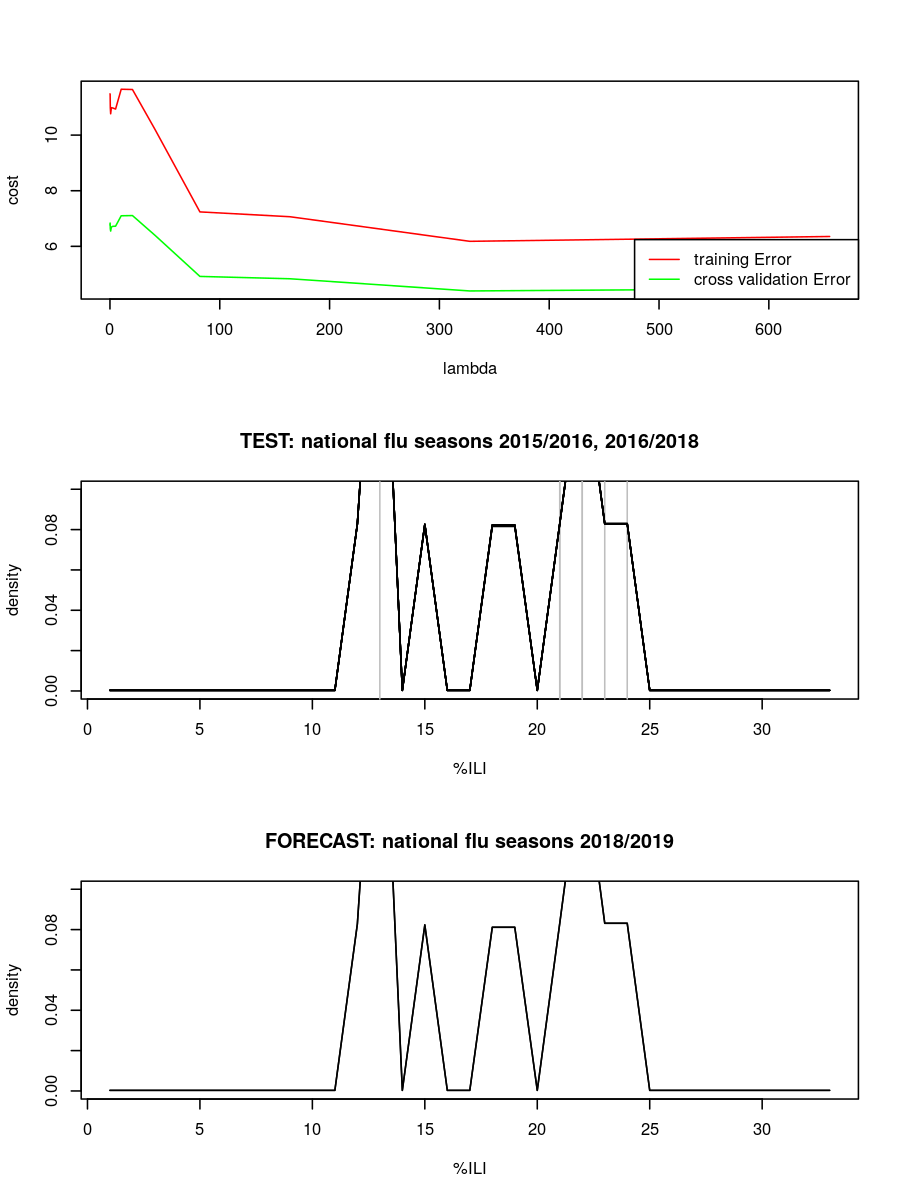 cost
10
8
6
training Error
cross validation Error
0 100 200 300 400 500 600
lambda
TEST: national flu seasons 2015/2016, 2016/2018
density
0.08
0.04
0.00
0 5 10 15 20 25 30
%ILI
FORECAST: national flu seasons 2018/2019
density
0.08
0.04
0.00
0 5 10 15 20 25 30
%ILI